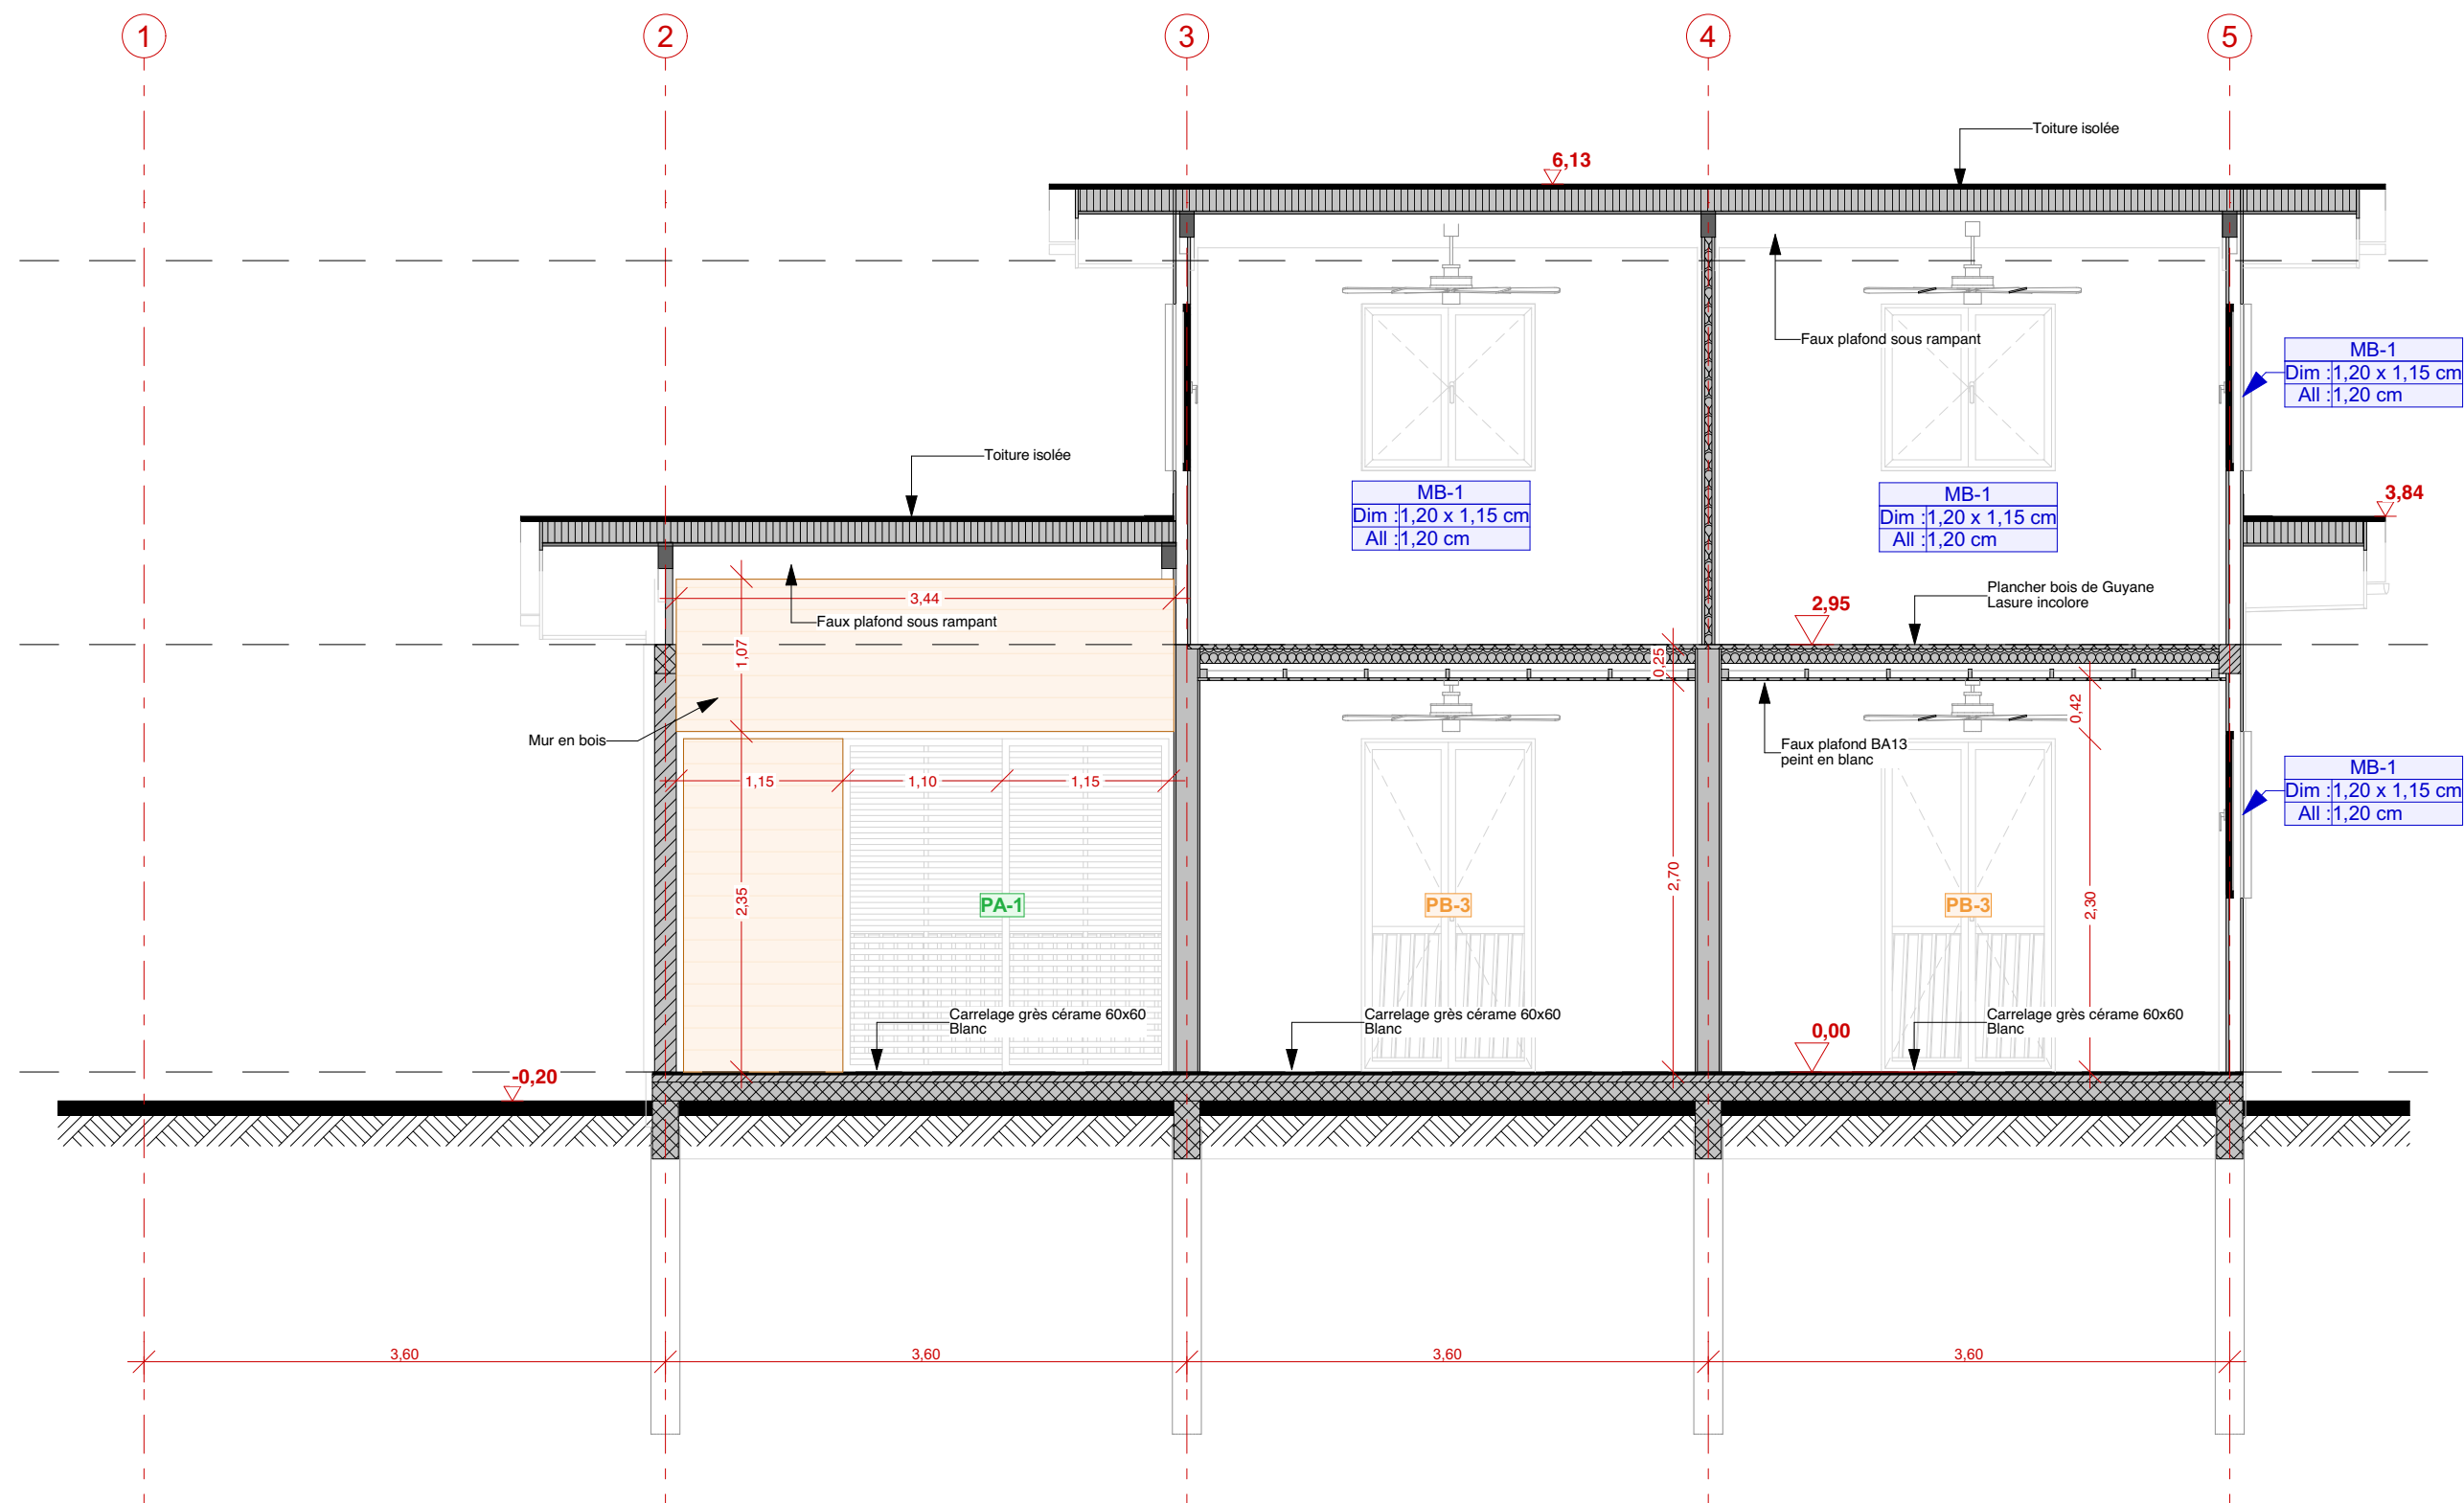 1
2
3
4
5
Toiture isolée
6,13
Faux plafond sous rampant
MB-1
Dim : 1,20 x 1,15 cm
All : 1,20 cm
Toiture isolée
MB-1
Dim : 1,20 x 1,15 cm
All : 1,20 cm
MB-1
Dim : 1,20 x 1,15 cm
All : 1,20 cm
3,84
3,44
Faux plafond sous rampant
Plancher bois de Guyane
Lasure incolore
2,95
1,07
0,25
0,42
Mur en bois
Faux plafond BA13
peint en blanc
1,15
1,10
1,15
MB-1
Dim : 1,20 x 1,15 cm
All : 1,20 cm
2,35
2,70
2,30
PA-1
PB-3
PB-3
Carrelage grès cérame 60x60
Blanc
Carrelage grès cérame 60x60
Blanc
0,00
Carrelage grès cérame 60x60
Blanc
-0,20
3,60
3,60
3,60
3,60